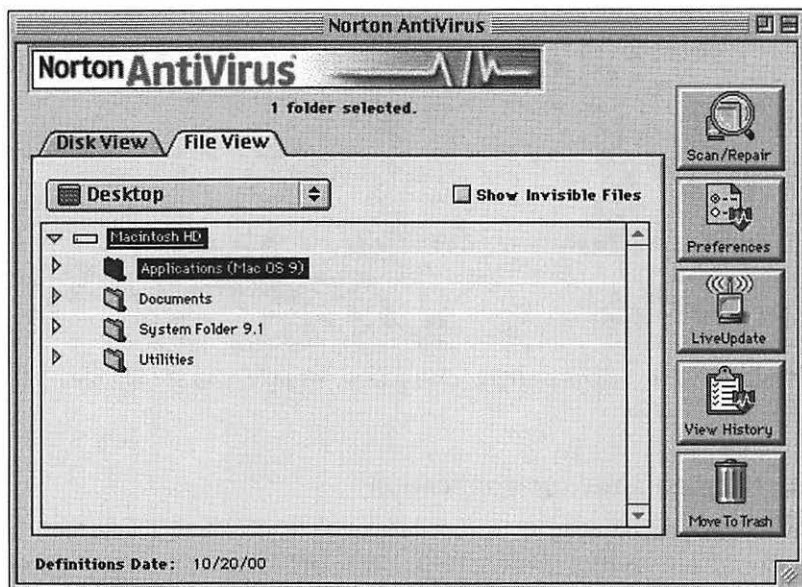 Norton AntiVirus
Norton AntiVirus
1 folder selected.
Disk View File View
Desktop
Show Invisible Files
Macintosh HD
Applications (Mac OS 9)
Documents
System Folder 9.1
Utilities
Scan/Repair
Preferences
LiveUpdate
View History
Move To Trash
Definitions Date: 10/20/00